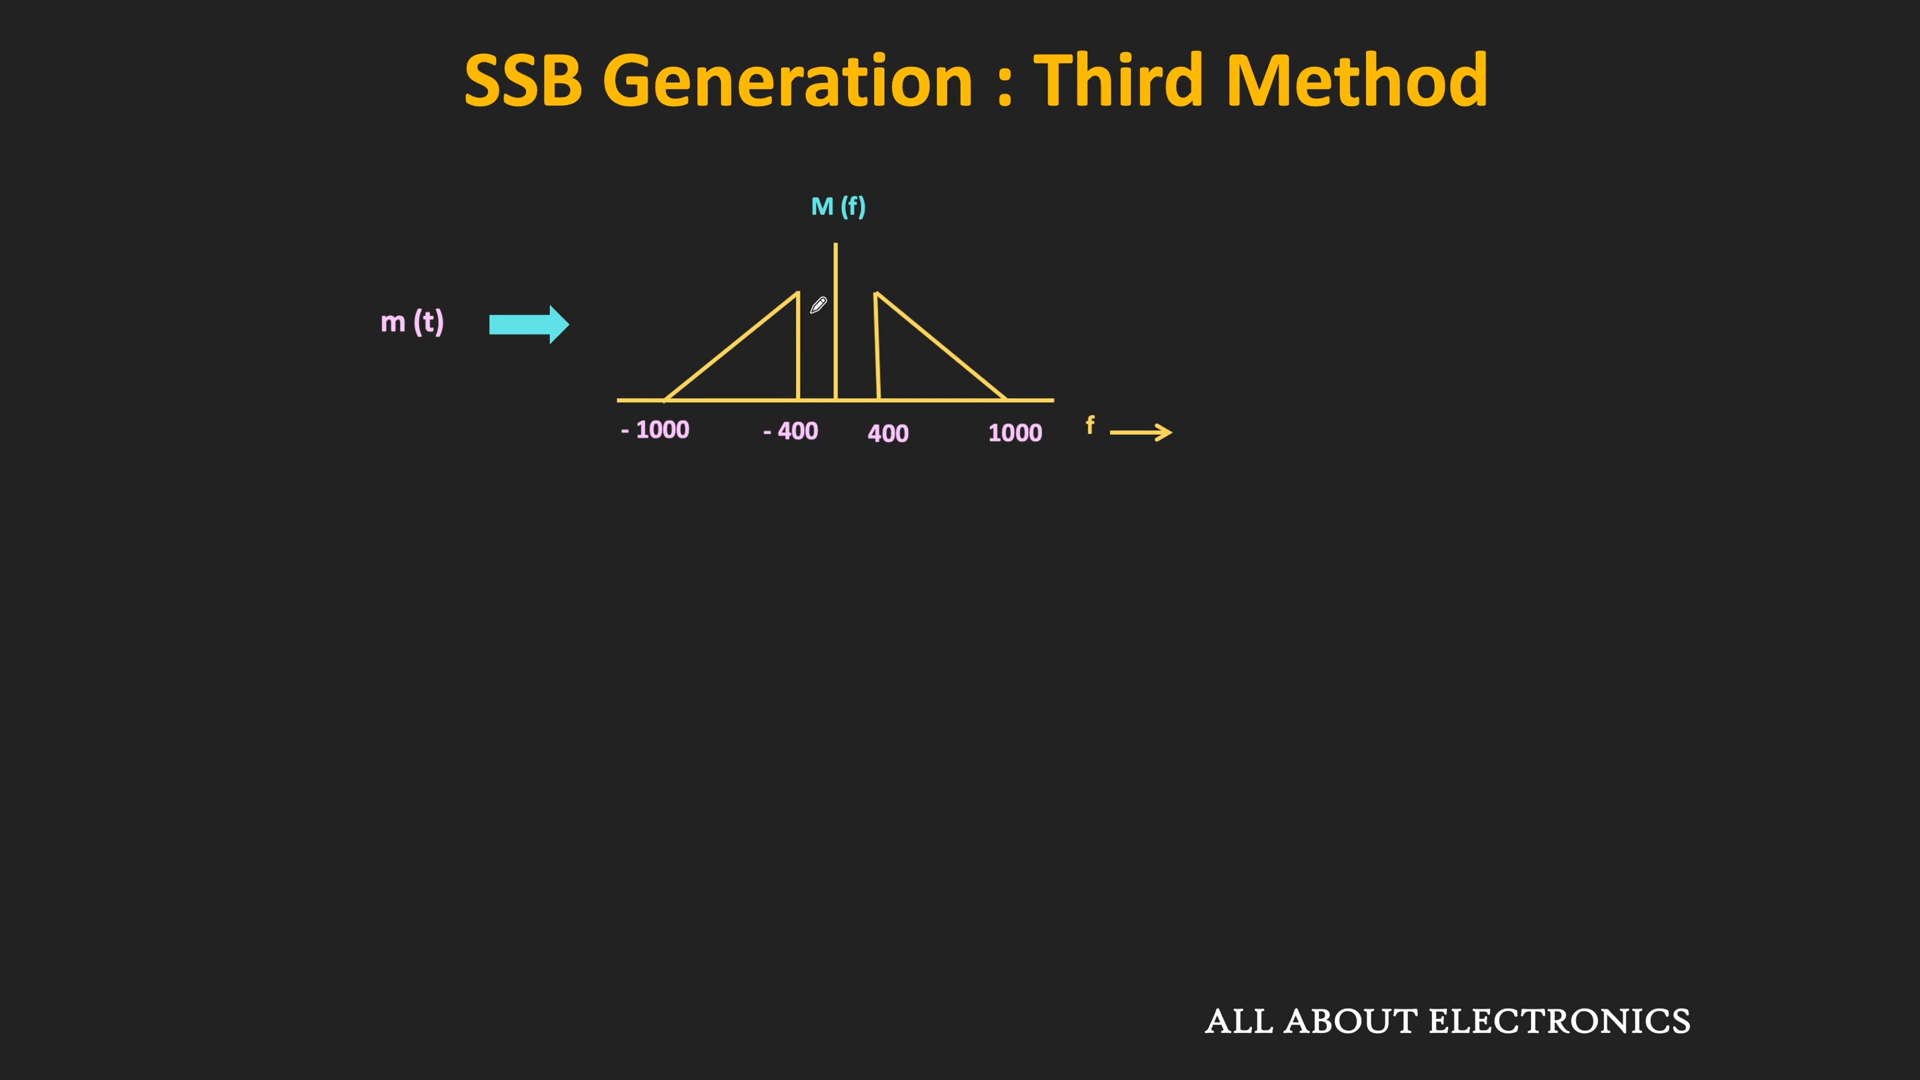 SSB Generation : Third Method
M (f)
m (t)
- 1000 - 400 400 1000 f
ALL ABOUT ELECTRONICS